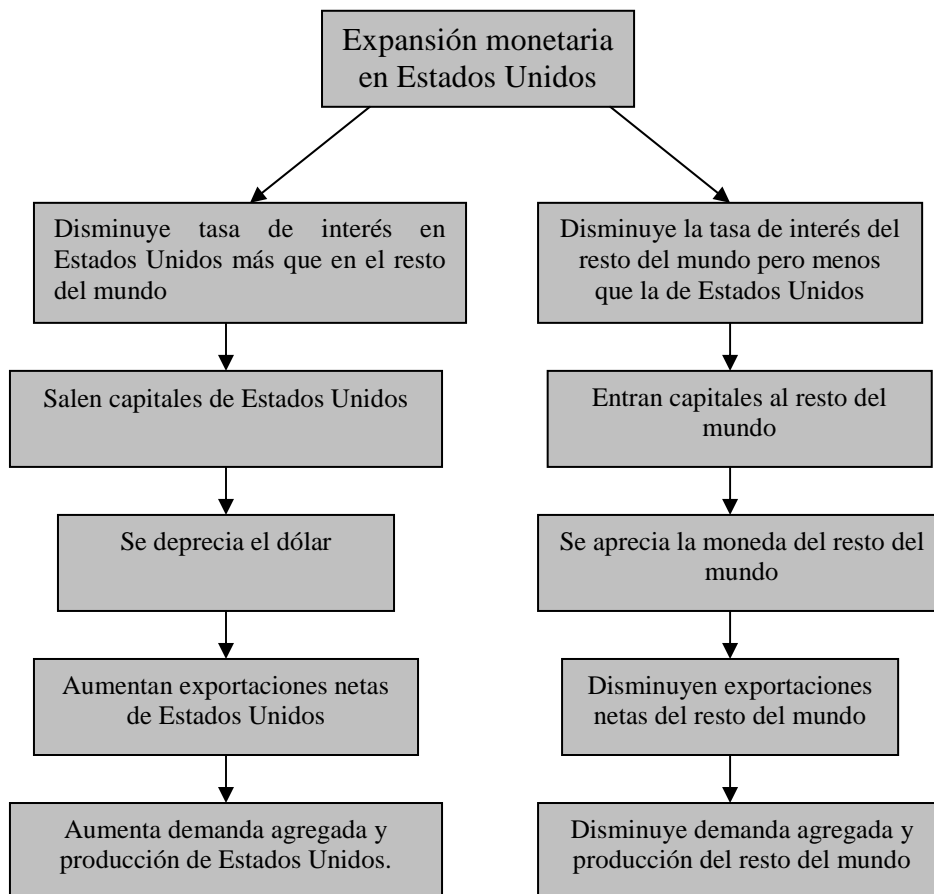 Expansión monetaria
en Estados Unidos
Disminuye tasa de interés en
Estados Unidos más que en el resto
del mundo
Disminuye la tasa de interés del
resto del mundo pero menos
que la de Estados Unidos
Salen capitales de Estados Unidos
Entran capitales al resto del
mundo
Se deprecia el dólar
Se aprecia la moneda del resto del
mundo
Aumentan exportaciones netas
de Estados Unidos
Disminuyen exportaciones
netas del resto del mundo
Aumenta demanda agregada y
producción de Estados Unidos.
Disminuye demanda agregada y
producción del resto del mundo